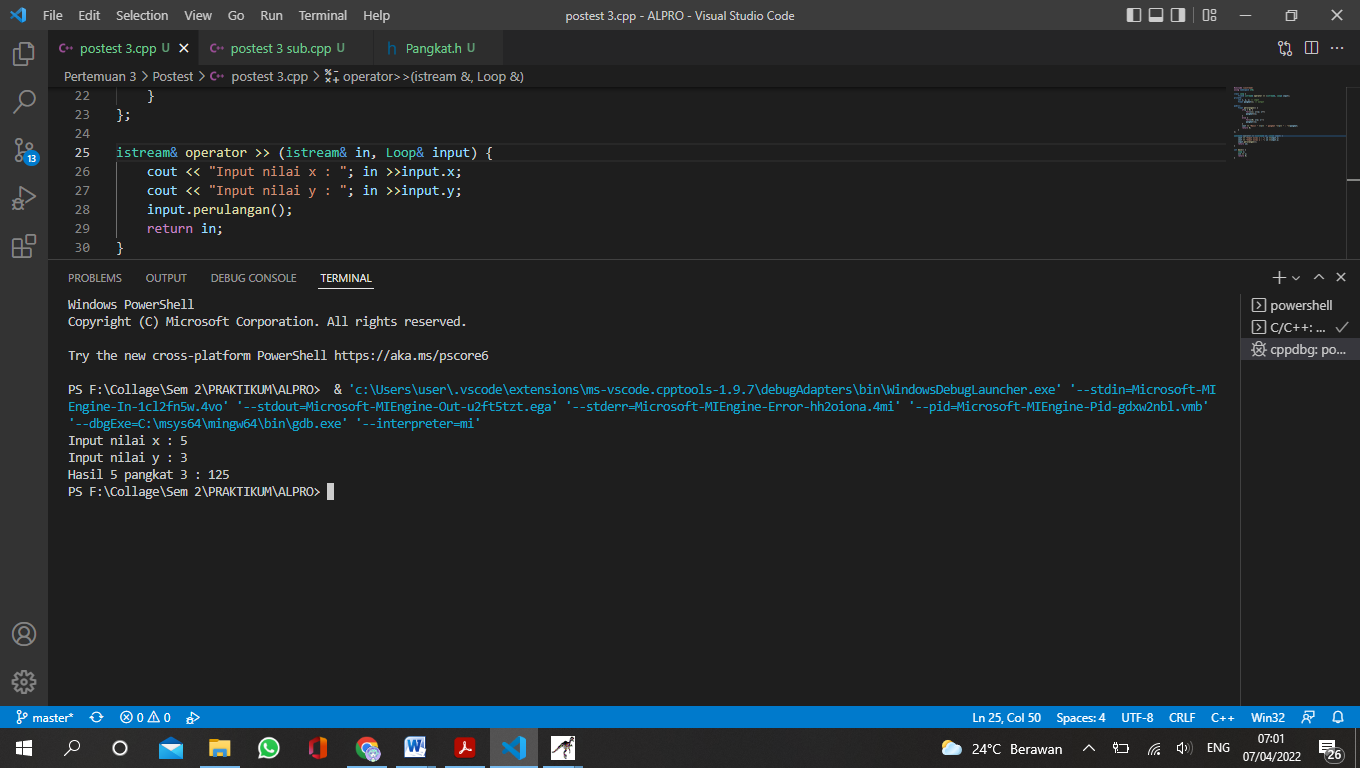 File Edit Selection View Go Run Terminal Help
postest 3.cpp - ALPRO - Visual Studio Code
C++ postest 3.cpp U
C++ postest 3 sub.cpp U
h Pangkat.h U
Pertemuan 3 > Postest > C++ postest 3.cpp > operator>>(istream &, Loop &)
22 }
23 };
24
25 istream& operator >> (istream& in, Loop& input) {
26 cout << "Input nilai x : "; in >>input.x;
27 cout << "Input nilai y : "; in >>input.y;
28 input.perulangan();
29 return in;
30 }
13
PROBLEMS OUTPUT DEBUG CONSOLE TERMINAL
Windows PowerShell
Copyright (C) Microsoft Corporation. All rights reserved.
Try the new cross-platform PowerShell https://aka.ms/pscore6
PS F:\Collage\Sem 2\PRAKTIKUM\ALPRO>  & 'c:\Users\user\.vscode\extensions\ms-vscode.cpptools-1.9.7\debugAdapters\bin\WindowsDebugLauncher.exe' '--stdin=Microsoft-MI
Engine-In-1cl2fn5w.4vo' '--stdout=Microsoft-MIEngine-Out-u2ft5tzt.ega' '--stderr=Microsoft-MIEngine-Error-hh2oiona.4mi' '--pid=Microsoft-MIEngine-Pid-gdxw2nbl.vmb'
'--dbgExe=C:\msys64\mingw64\bin\gdb.exe' '--interpreter=mi'
Input nilai x : 5
Input nilai y : 3
Hasil 5 pangkat 3 : 125
PS F:\Collage\Sem 2\PRAKTIKUM\ALPRO>
powershell
C/C++: ...
cppdbg: po...
master* 0 0
Ln 25, Col 50 Spaces: 4 UTF-8 CRLF C++ Win32
24°C Berawan
ENG
07:01
07/04/2022
26